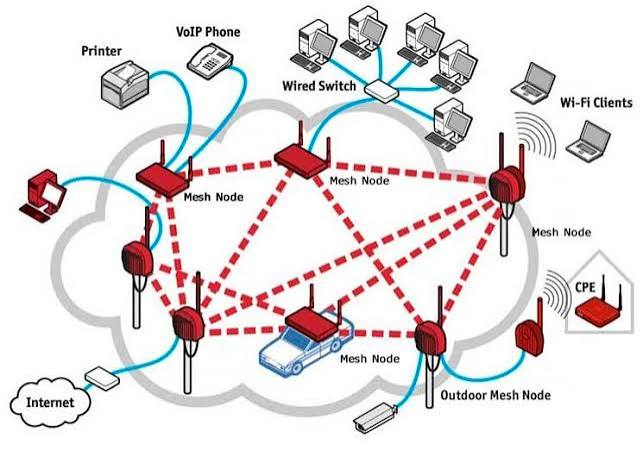 VoIP Phone
Printer
Wired Switch
Wi-Fi Clients
Mesh Node
Mesh Node
Mesh Node
CPE
Mesh Node
Outdoor Mesh Node
Internet